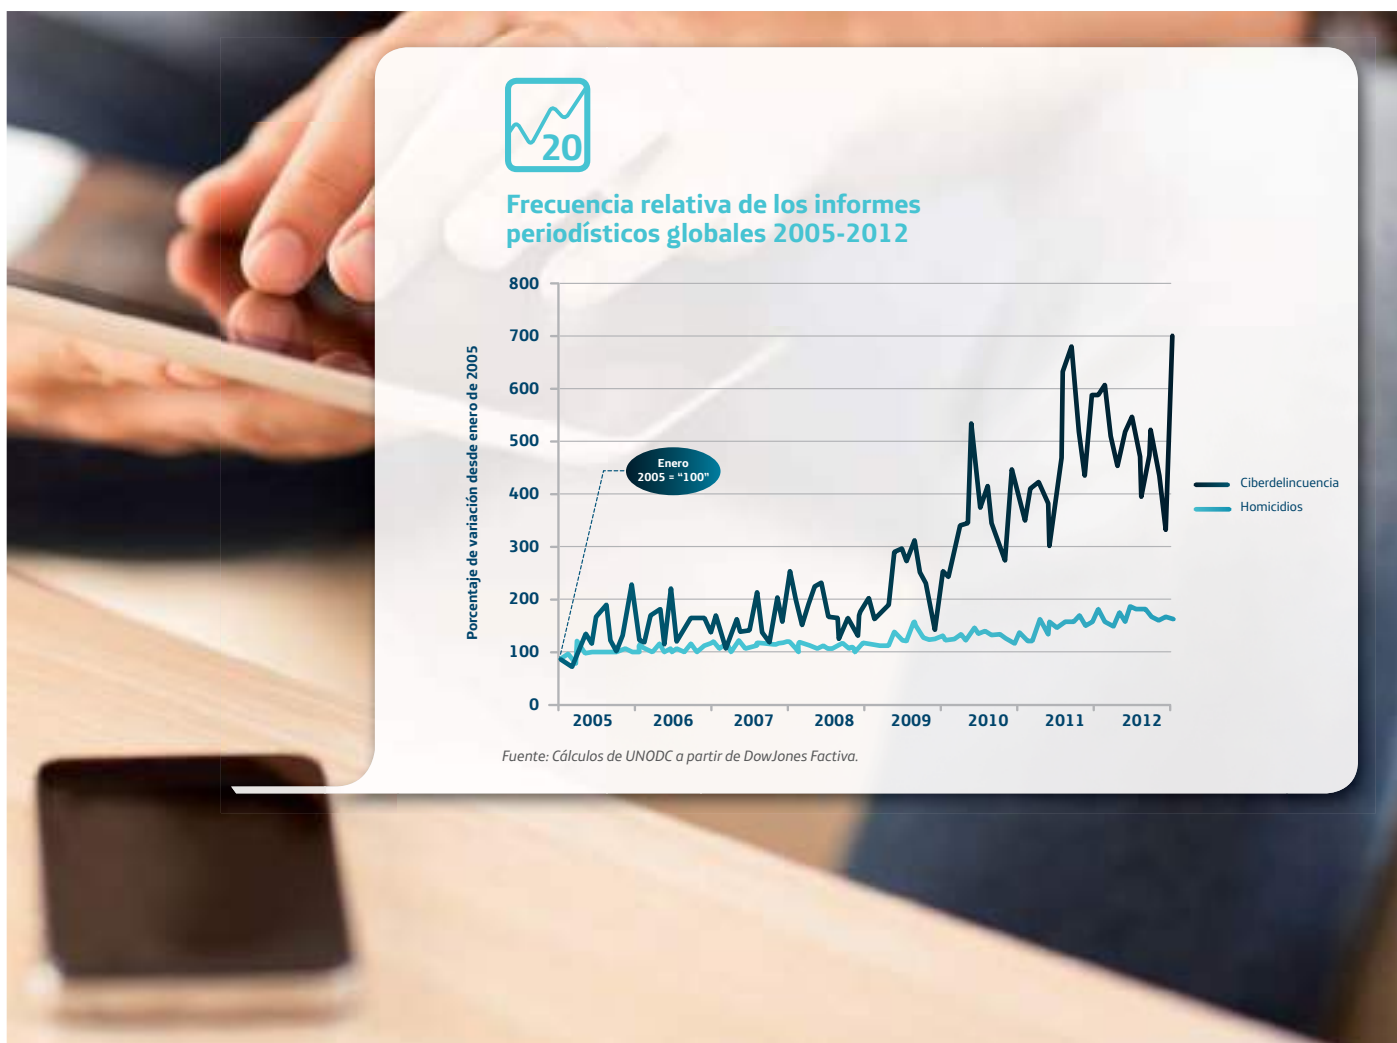 20
Frecuencia relativa de los informes
periodísticos globales 2005-2012
Porcentaje de variación desde enero de 2005
800
700
600
500
400
300
200
100
0
Enero
2005 = “100”
2005 2006 2007 2008 2009 2010 2011 2012
Ciberdelincuencia
Homicidios
Fuente: Cálculos de UNODC a partir de DowJones Factiva.